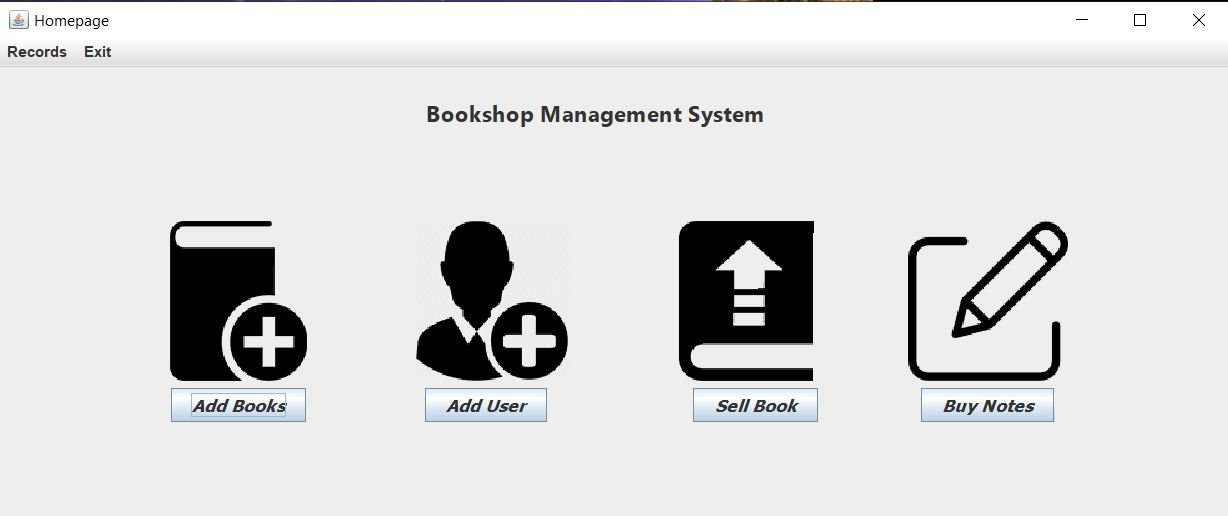 Homepage
Records Exit
Bookshop Management System
Add Books Add User Sell Book Buy Notes